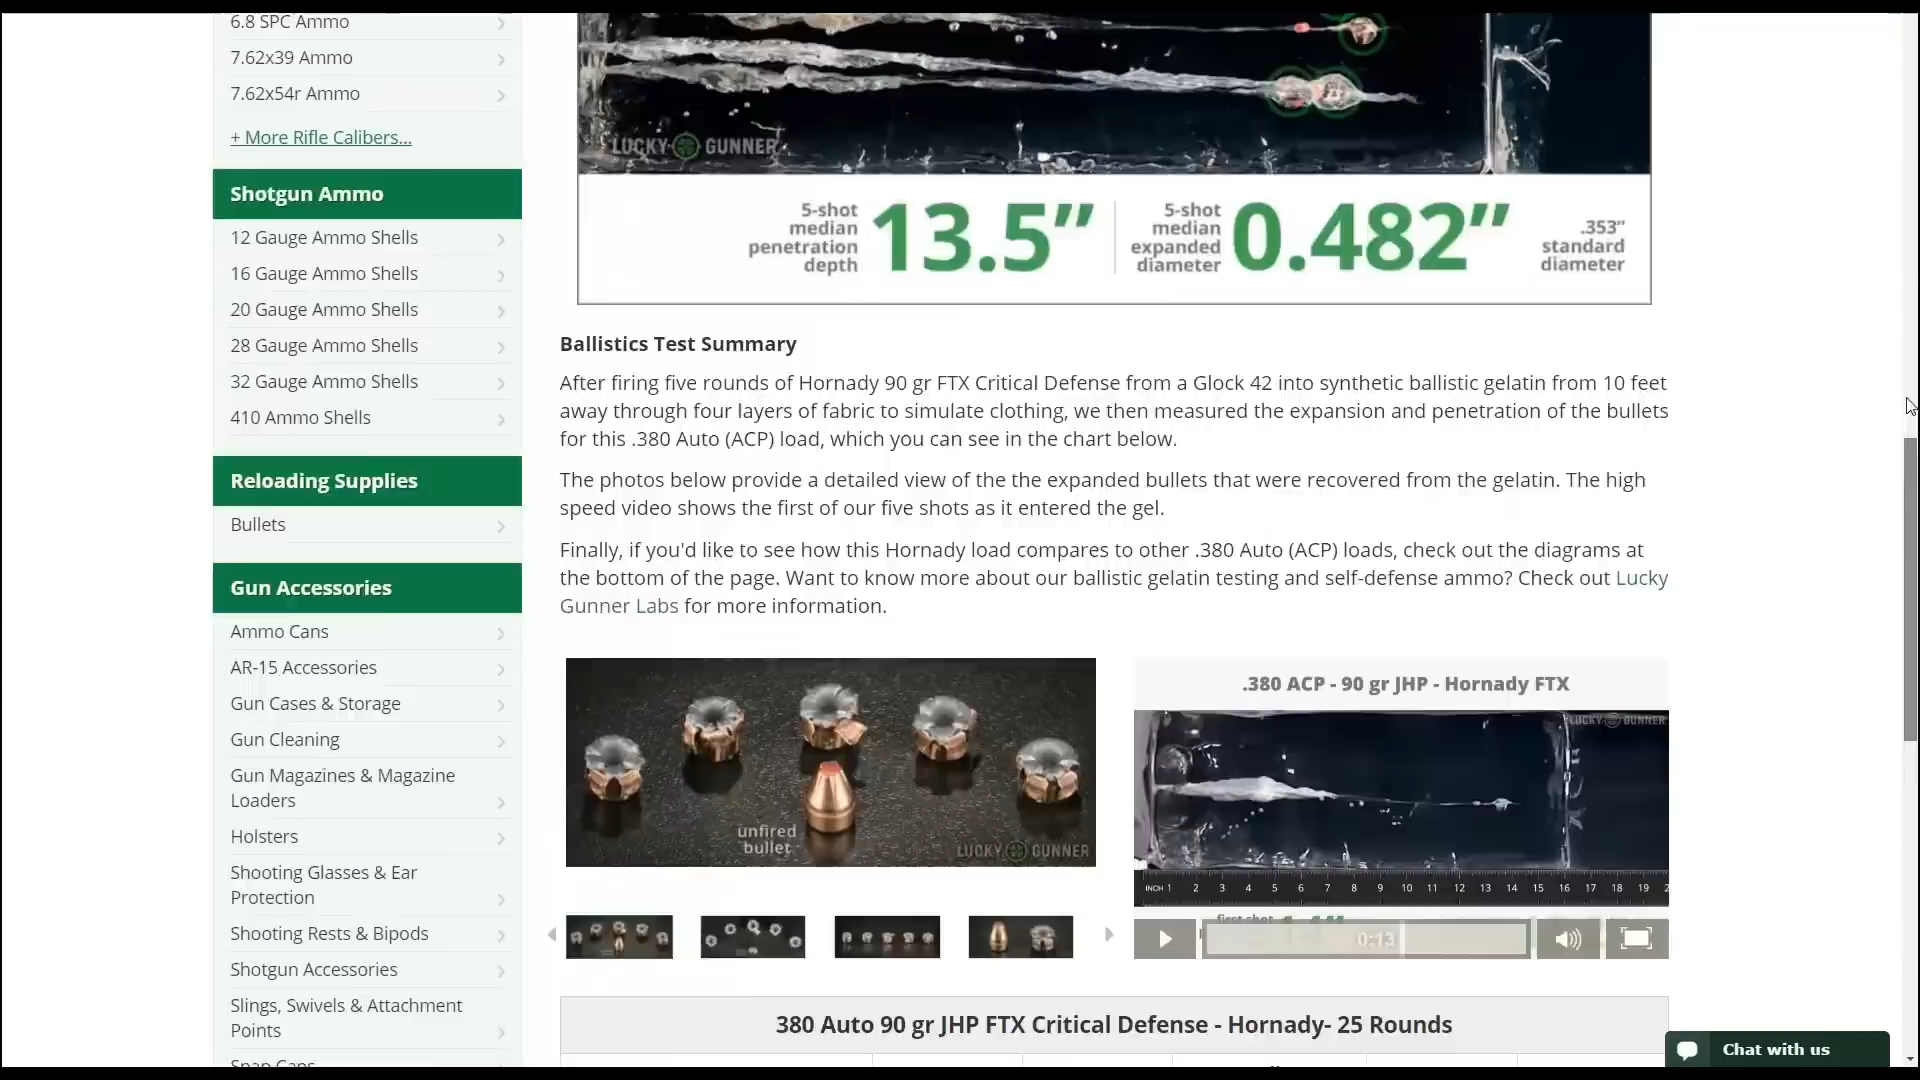 6.8 SPC Ammo
7.62x39 Ammo
7.62x54r Ammo
+ More Rifle Calibers...
Shotgun Ammo
12 Gauge Ammo Shells
16 Gauge Ammo Shells
20 Gauge Ammo Shells
28 Gauge Ammo Shells
32 Gauge Ammo Shells
410 Ammo Shells
Reloading Supplies
Bullets
Gun Accessories
Ammo Cans
AR-15 Accessories
Gun Cases & Storage
Gun Cleaning
Gun Magazines & Magazine
Loaders
Holsters
Shooting Glasses & Ear
Protection
Shooting Rests & Bipods
Shotgun Accessories
Slings, Swivels & Attachment
Points
Snap Caps
LUCKY GUNNER
5-shot
median
penetration
depth
13.5”
5-shot
median
expanded
diameter
0.482”
.353”
standard
diameter
Ballistics Test Summary
After firing five rounds of Hornady 90 gr FTX Critical Defense from a Glock 42 into synthetic ballistic gelatin from 10 feet
away through four layers of fabric to simulate clothing, we then measured the expansion and penetration of the bullets
for this .380 Auto (ACP) load, which you can see in the chart below.
The photos below provide a detailed view of the the expanded bullets that were recovered from the gelatin. The high
speed video shows the first of our five shots as it entered the gel.
Finally, if you'd like to see how this Hornady load compares to other .380 Auto (ACP) loads, check out the diagrams at
the bottom of the page. Want to know more about our ballistic gelatin testing and self-defense ammo? Check out Lucky
Gunner Labs for more information.
unfired
bullet
LUCKY GUNNER
.380 ACP - 90 gr JHP - Hornady FTX
LUCKY GUNNER
INCH 1 2 3 4 5 6 7 8 9 10 11 12 13 14 15 16 17 18 19
first shot
0:13
380 Auto 90 gr JHP FTX Critical Defense - Hornady- 25 Rounds
Chat with us